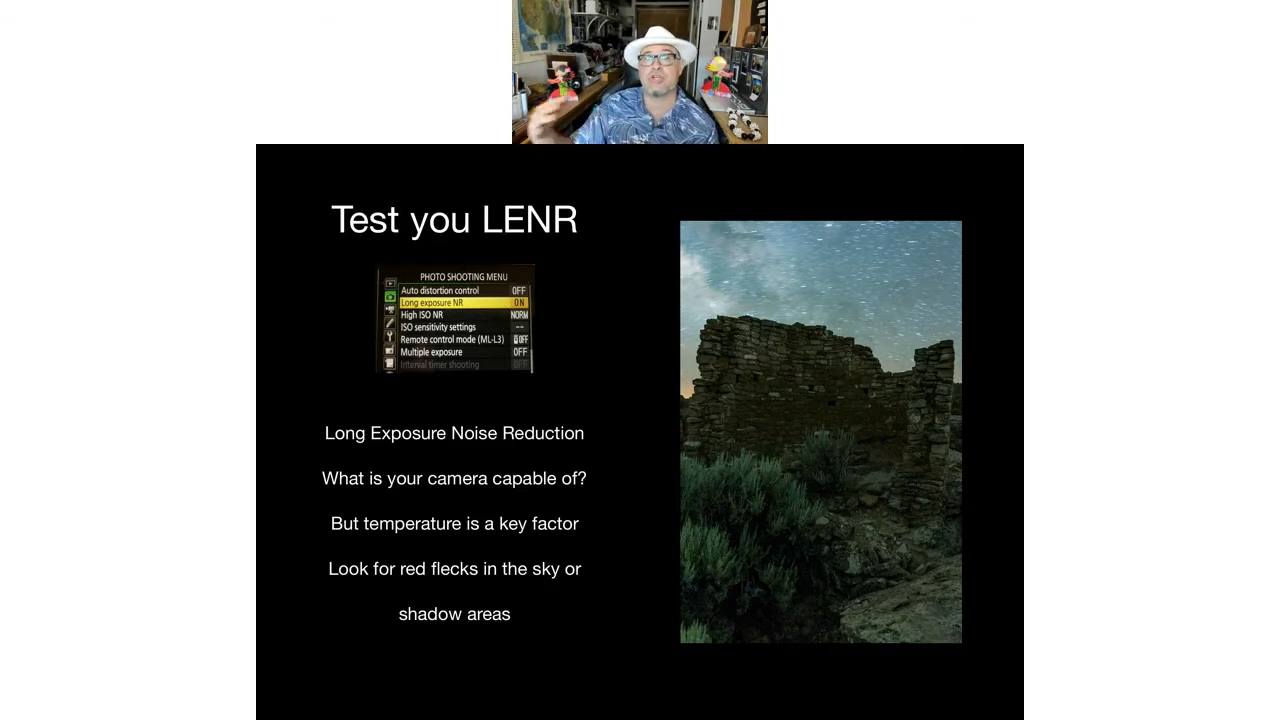 Test you LENR
PHOTO SHOOTING MENU
Auto distortion control OFF
Long exposure NR ON
High ISO NR NORM
ISO sensitivity settings --
Remote control mode (ML-L3) OFF
Multiple exposure OFF
Interval timer shooting OFF
Long Exposure Noise Reduction
What is your camera capable of?
But temperature is a key factor
Look for red flecks in the sky or
shadow areas